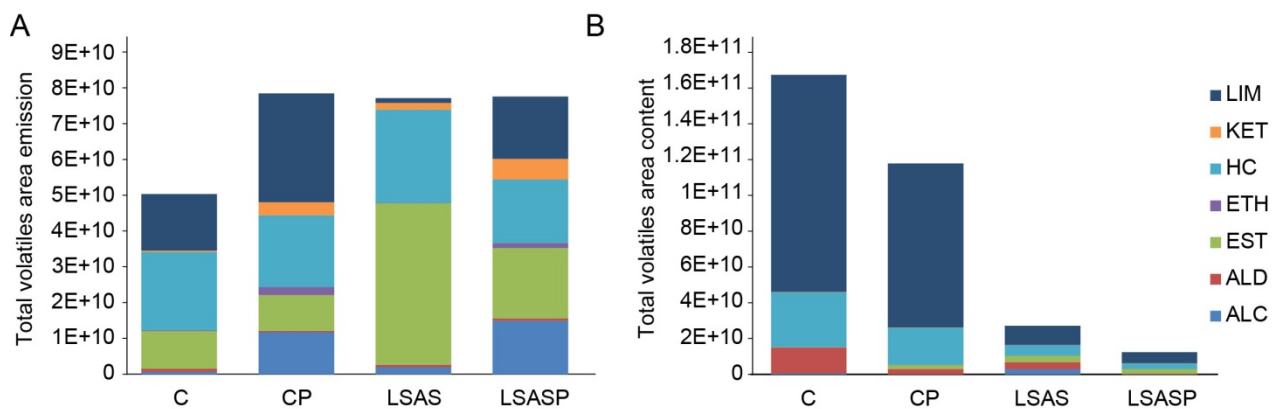 A
Total volatiles area emission
9E+10
8E+10
7E+10
6E+10
5E+10
4E+10
3E+10
2E+10
1E+10
0
C CP LSAS LSASP
B
Total volatiles area content
1.8E+11
1.6E+11
1.4E+11
1.2E+11
1E+11
8E+10
6E+10
4E+10
2E+10
0
C CP LSAS LSASP
LIM
KET
HC
ETH
EST
ALD
ALC